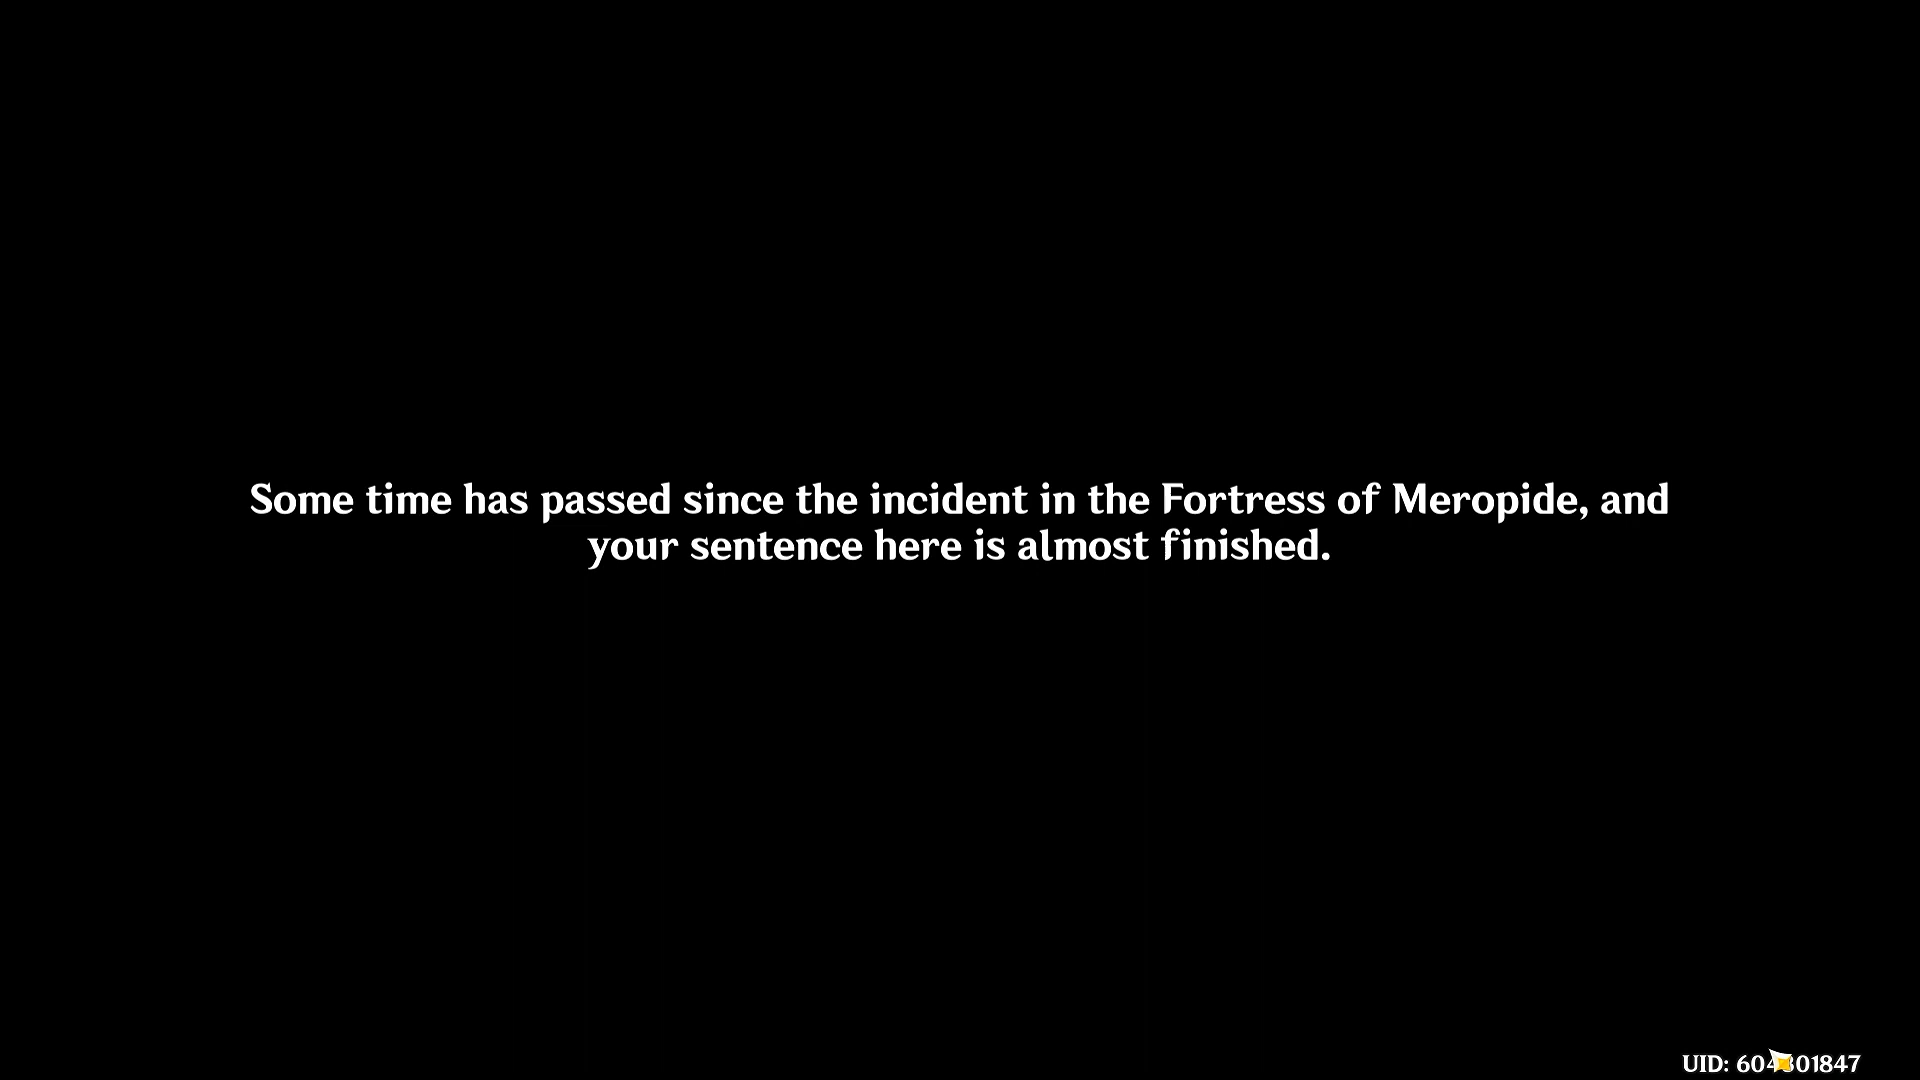 Some time has passed since the incident in the Fortress of Meropide, and
your sentence here is almost finished.
UID: